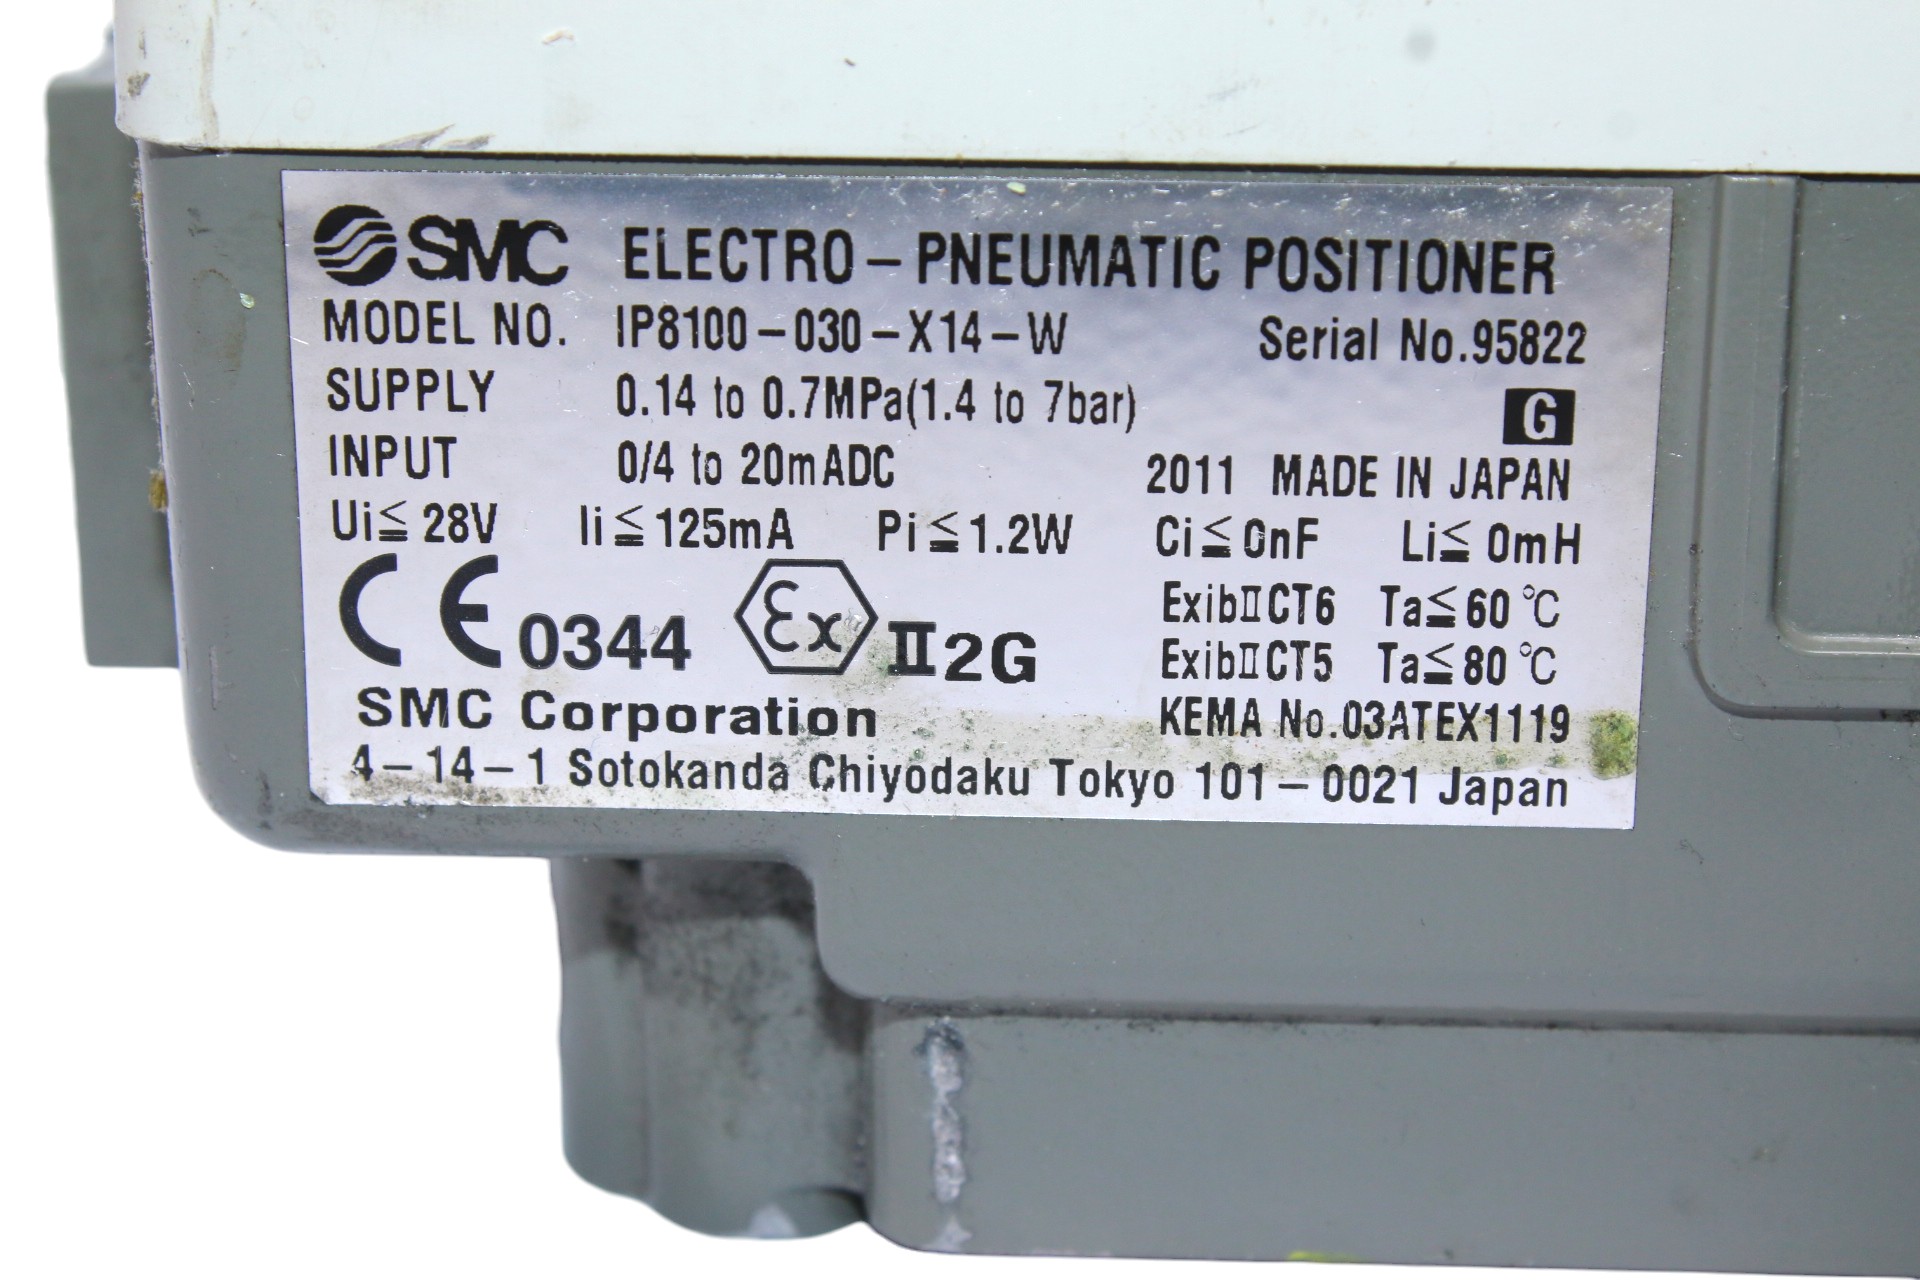 SMC ELECTRO-PNEUMATIC POSITIONER
MODEL NO. IP8100-030-X14-W Serial No.95822
SUPPLY 0.14 to 0.7MPa(1.4 to 7bar)
G
INPUT 0/4 to 20mADC 2011 MADE IN JAPAN
Ui≦28V Ii≦125mA Pi≦1.2W Ci≦0nF Li≦0mH
CE 0344 Ex II2G
ExibⅡCT6 Ta≦60℃
ExibⅡCT5 Ta≦80℃
SMC Corporation KEMA No.03ATEX1119
4-14-1 Sotokanda Chiyodaku Tokyo 101-0021 Japan